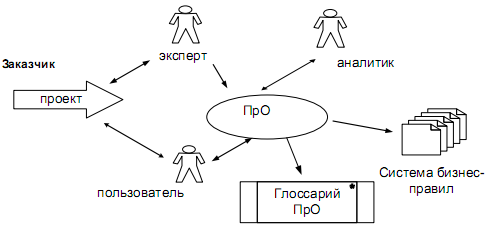 эксперт
аналитик
Заказчик
проект
ПрО
пользователь
Система бизнес-
правил
Глоссарий
ПрО